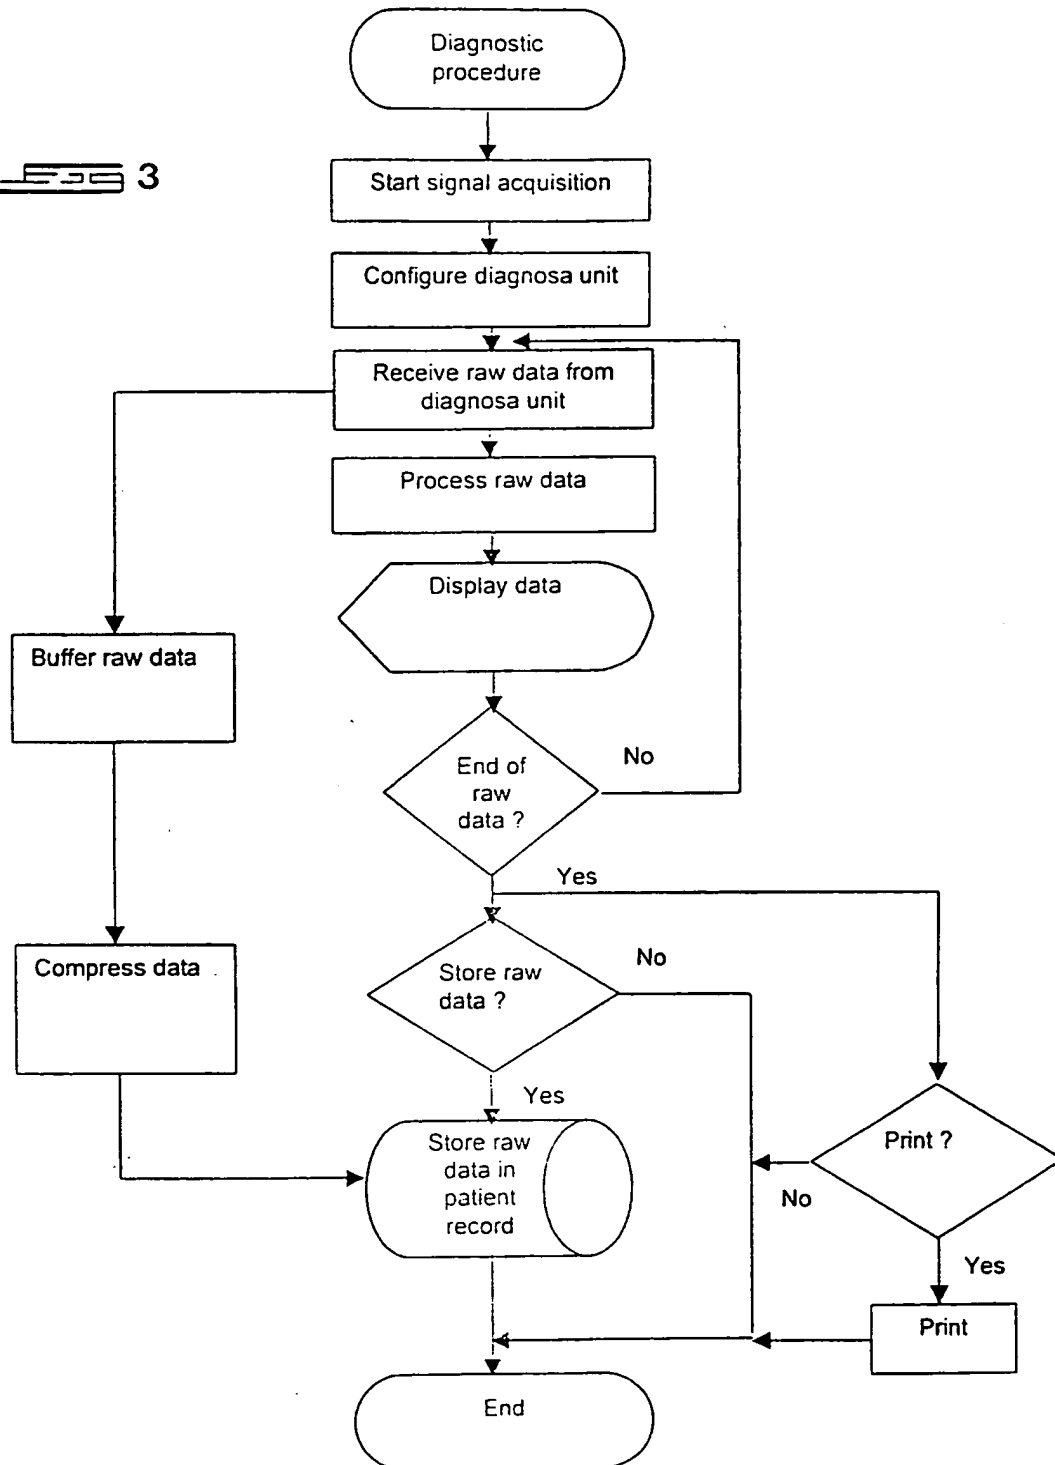 Diagnostic
procedure
3
Start signal acquisition
Configure diagnosa unit
Receive raw data from
diagnosa unit
Process raw data
Display data
Buffer raw data
End of
raw
data ?
No
Yes
Compress data
Store raw
data ?
No
Yes
Print ?
No
Yes
Store raw
data in
patient
record
Print
End